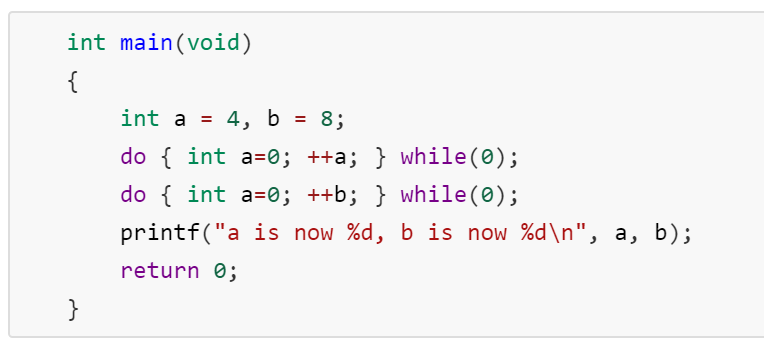 int main(void)
{
    int a = 4, b = 8;
    do { int a=0; ++a; } while(0);
    do { int a=0; ++b; } while(0);
    printf("a is now %d, b is now %d\n", a, b);
    return 0;
}